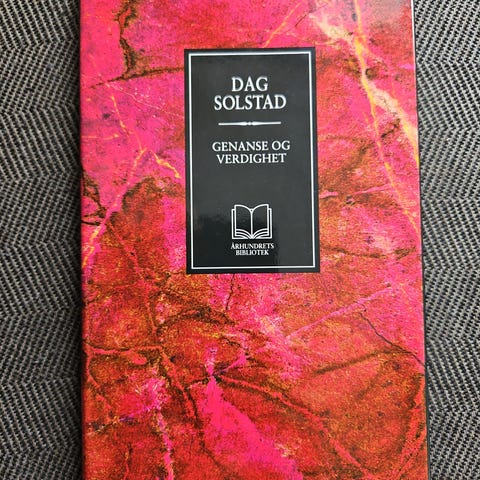 DAG
SOLSTAD
GENANSE OG
VERDIGHET
ÅRHUNDRETS
BIBLIOTEK